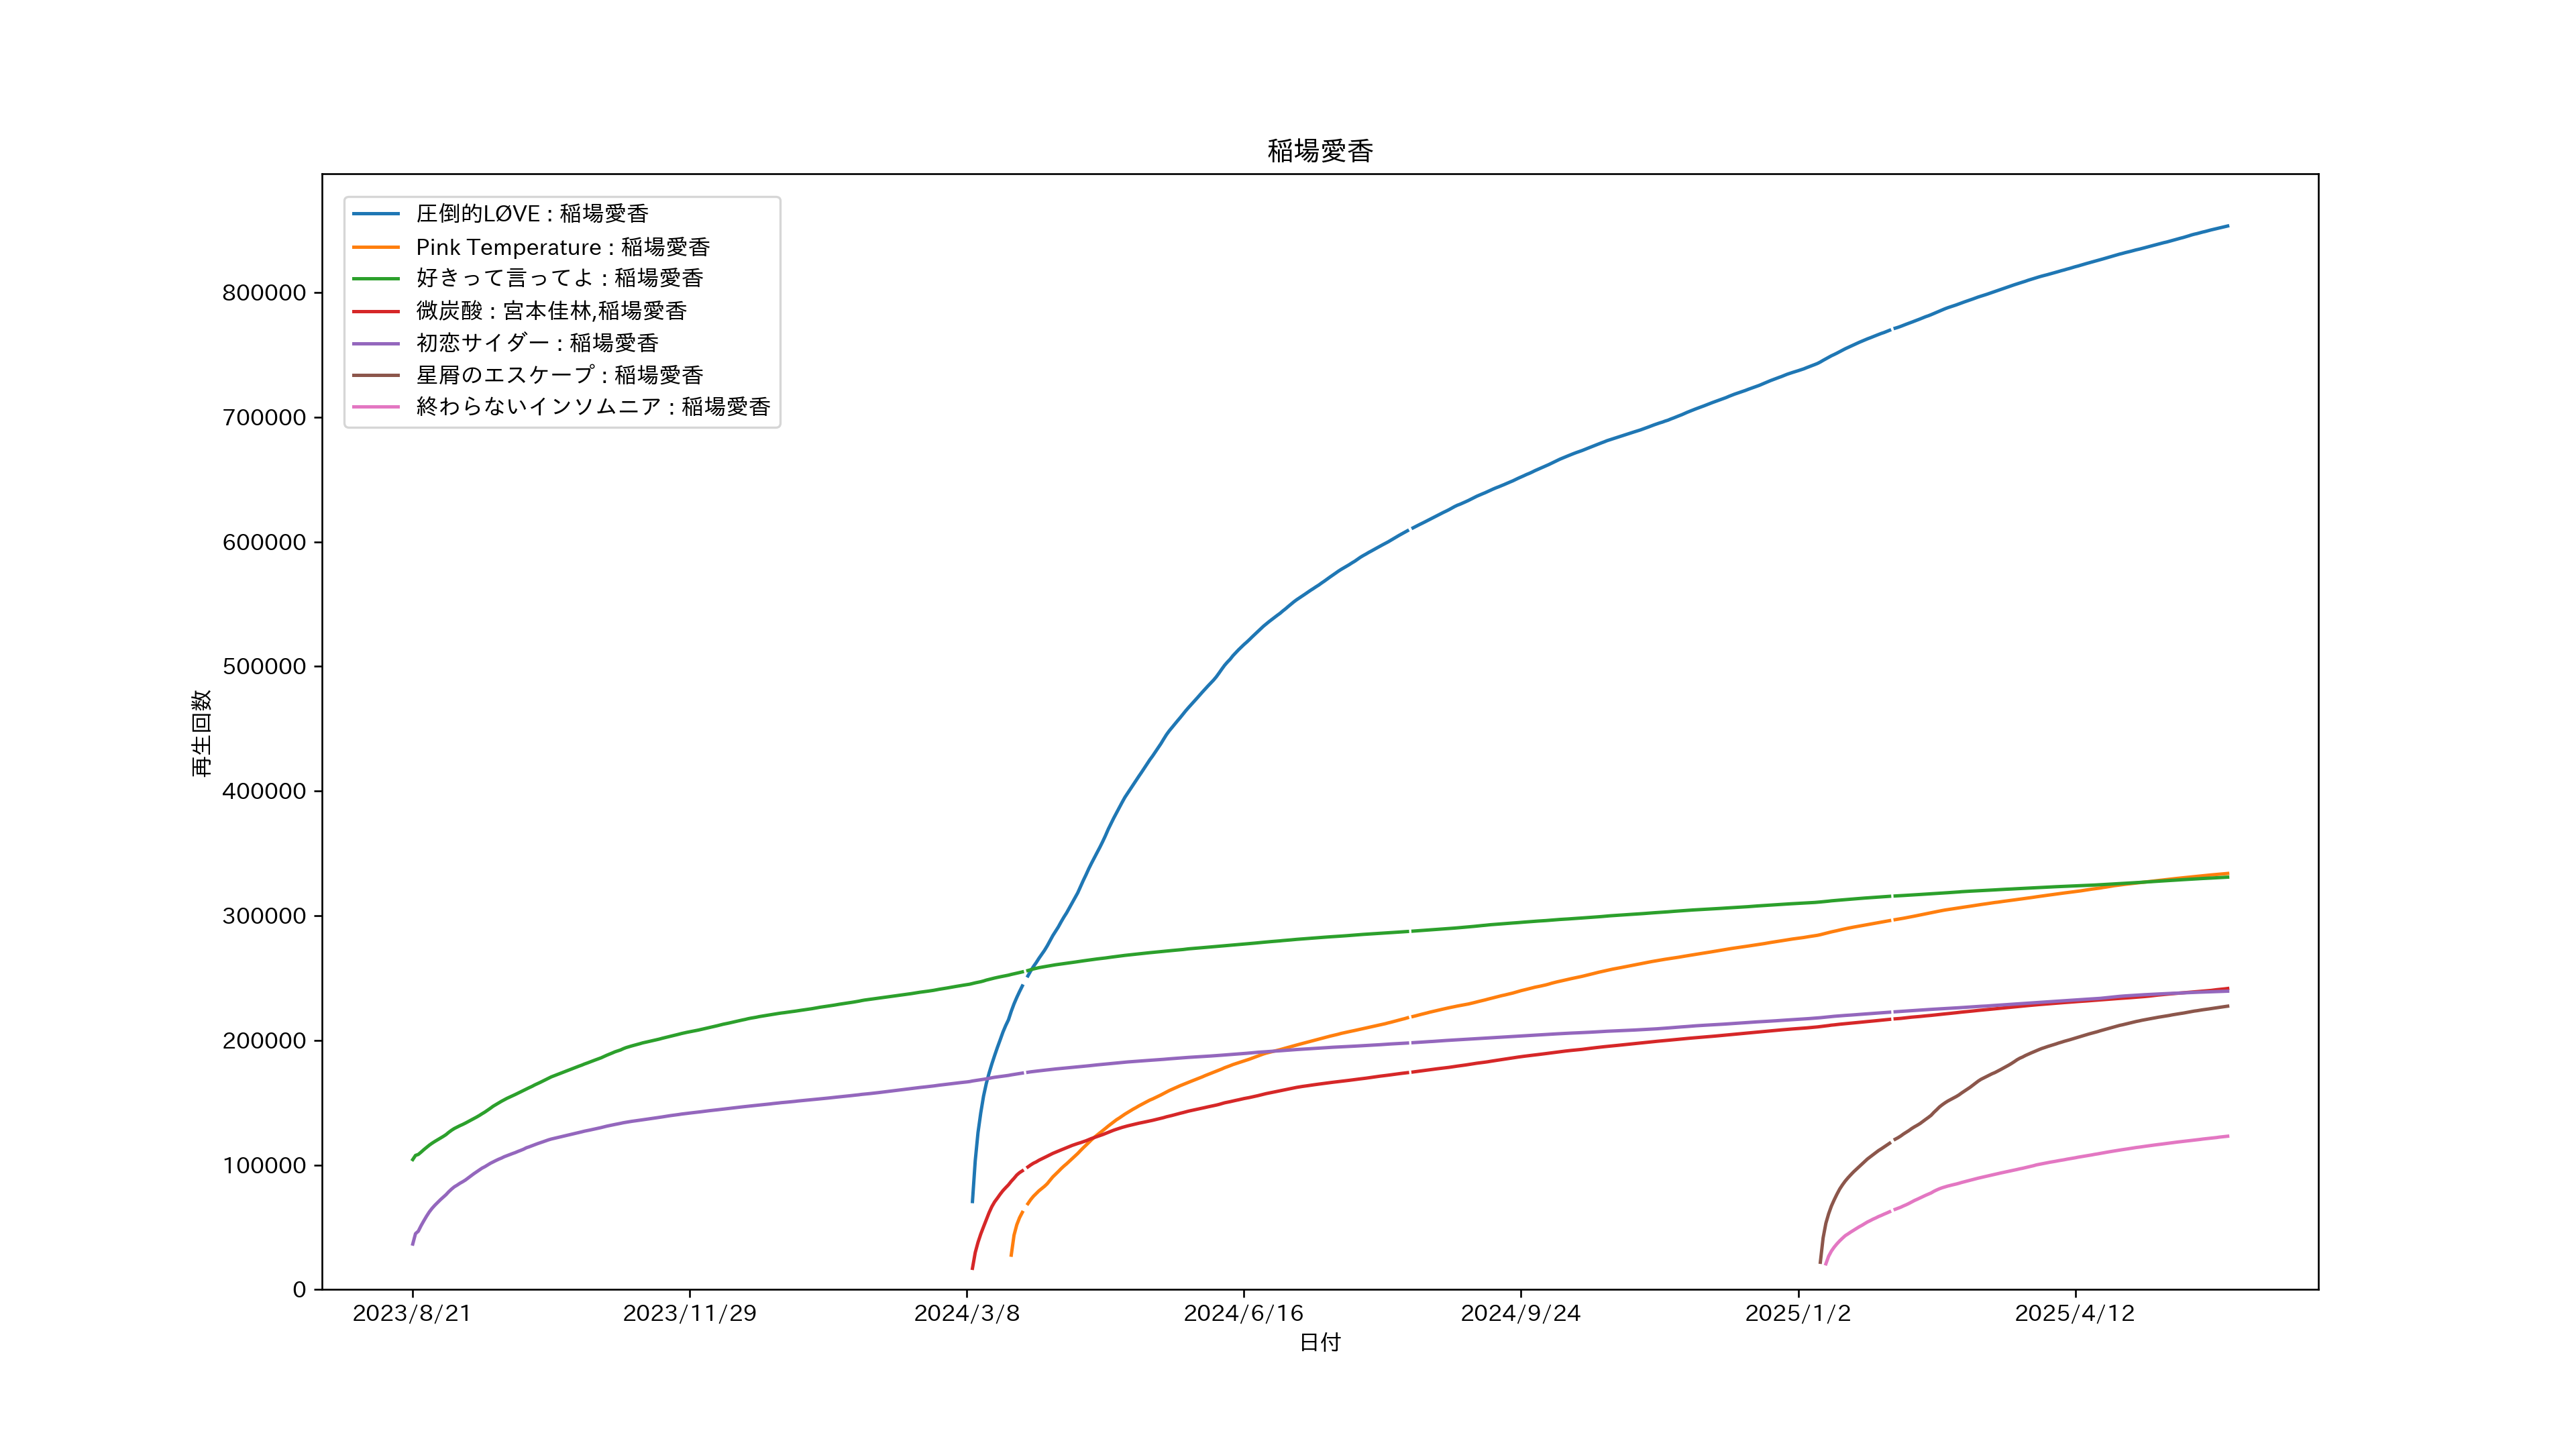 稲場愛香
圧倒的LØVE : 稲場愛香
Pink Temperature : 稲場愛香
好きって言ってよ : 稲場愛香
微炭酸 : 宮本佳林,稲場愛香
初恋サイダー : 稲場愛香
星屑のエスケープ : 稲場愛香
終わらないインソムニア : 稲場愛香
800000
700000
600000
500000
400000
300000
200000
100000
0
再生回数
2023/8/21
2023/11/29
2024/3/8
2024/6/16
2024/9/24
2025/1/2
2025/4/12
日付